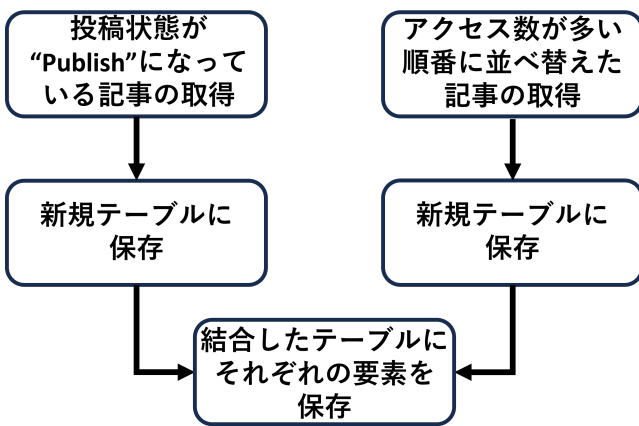 投稿状態が
“Publish”になって
いる記事の取得
アクセス数が多い
順番に並べ替えた
記事の取得
新規テーブルに
保存
新規テーブルに
保存
結合したテーブルに
それぞれの要素を
保存